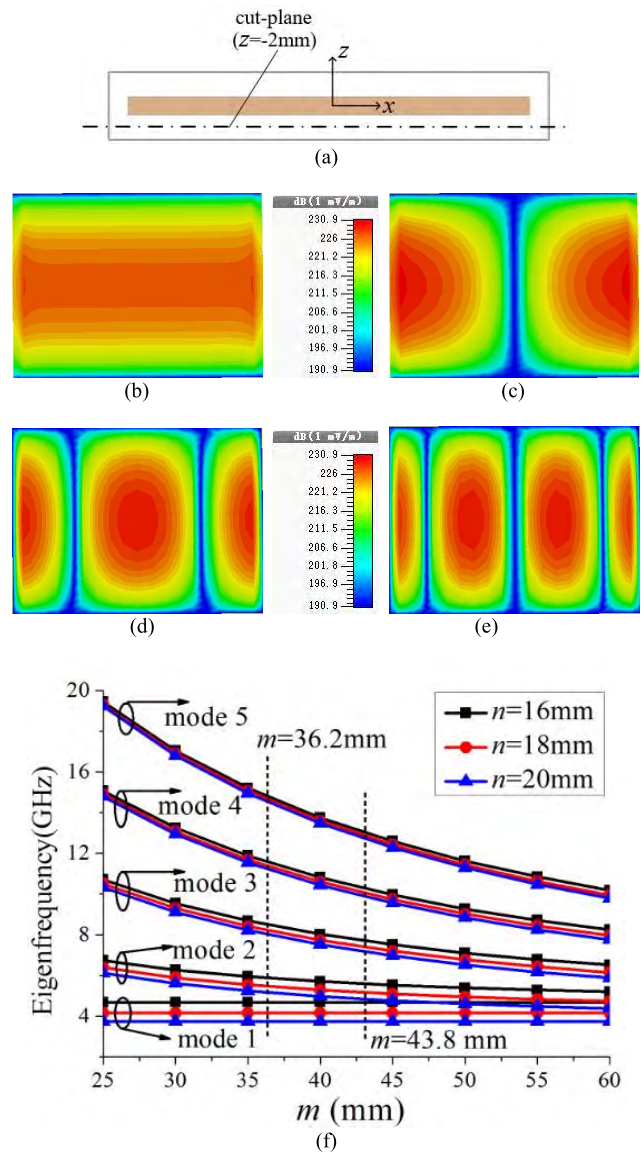 cut-plane
(z=-2mm)
z
x
(a)
dB(1 mV/m)
230.9
226
221.2
216.3
211.5
206.6
201.8
196.9
190.9
(b)
(c)
dB(1 mV/m)
230.9
226
221.2
216.3
211.5
206.6
201.8
196.9
190.9
(d)
(e)
20
16
12
8
4
Eigenfrequency(GHz)
mode 5
mode 4
mode 3
mode 2
mode 1
m=36.2mm
m=43.8 mm
n=16mm
n=18mm
n=20mm
25 30 35 40 45 50 55 60
m (mm)
(f)